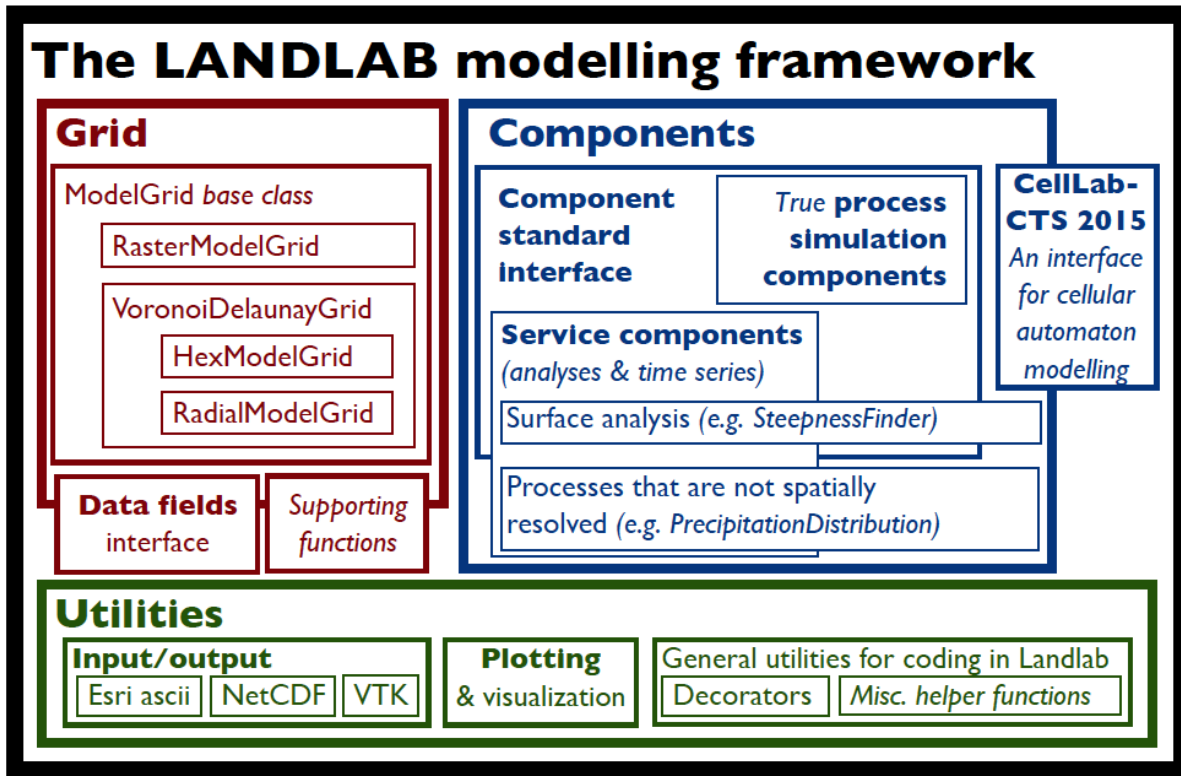 The LANDLAB modelling framework
Grid
ModelGrid base class
RasterModelGrid
VoronoiDelaunayGrid
HexModelGrid
RadialModelGrid
Data fields
interface
Supporting
functions
Components
Component
standard
interface
True process
simulation
components
Service components
(analyses & time series)
Surface analysis (e.g. SteepnessFinder)
Processes that are not spatially
resolved (e.g. PrecipitationDistribution)
CellLab-
CTS 2015
An interface
for cellular
automaton
modelling
Utilities
Input/output
Esri ascii
NetCDF
VTK
Plotting
& visualization
General utilities for coding in Landlab
Decorators
Misc. helper functions